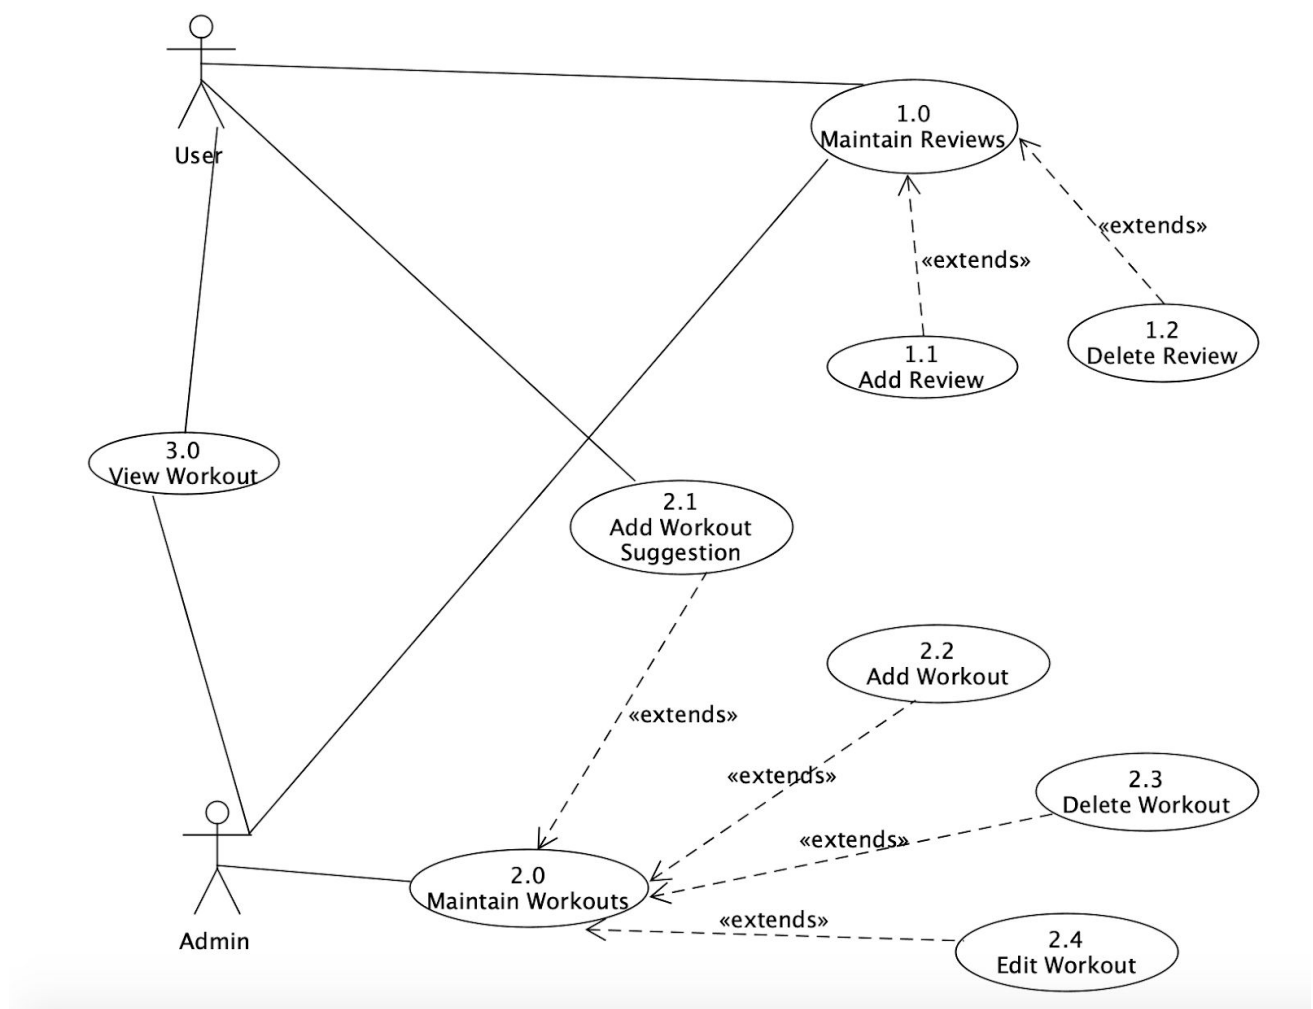 User
1.0
Maintain Reviews
«extends»
«extends»
1.1
Add Review
1.2
Delete Review
3.0
View Workout
2.1
Add Workout
Suggestion
2.2
Add Workout
«extends»
«extends»
2.3
Delete Workout
«extends»
2.0
Maintain Workouts
«extends»
2.4
Edit Workout
Admin